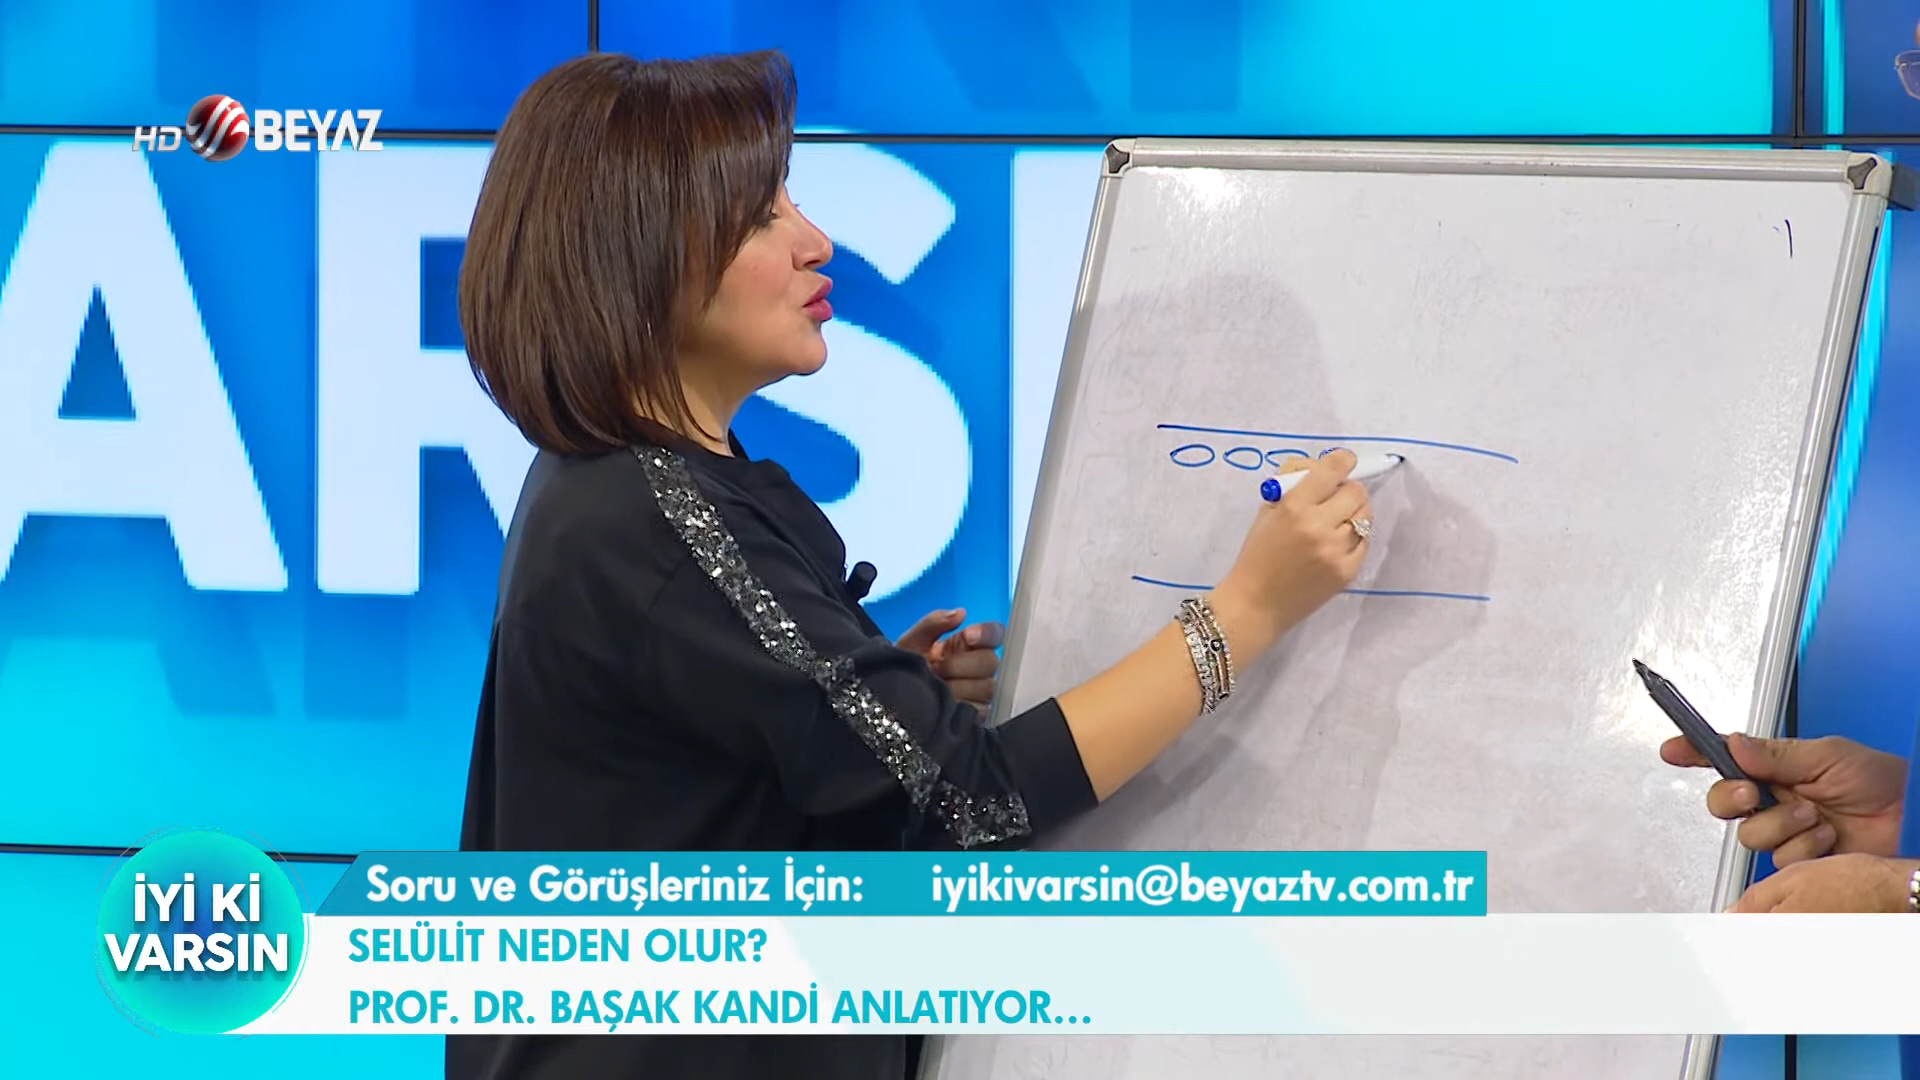 HD BEYAZ
ARSI
Soru ve Görüşleriniz İçin: iyikivarsin@beyaztv.com.tr
İYİ Kİ
VARSIN
SELÜLİT NEDEN OLUR?
PROF. DR. BAŞAK KANDİ ANLATIYOR...